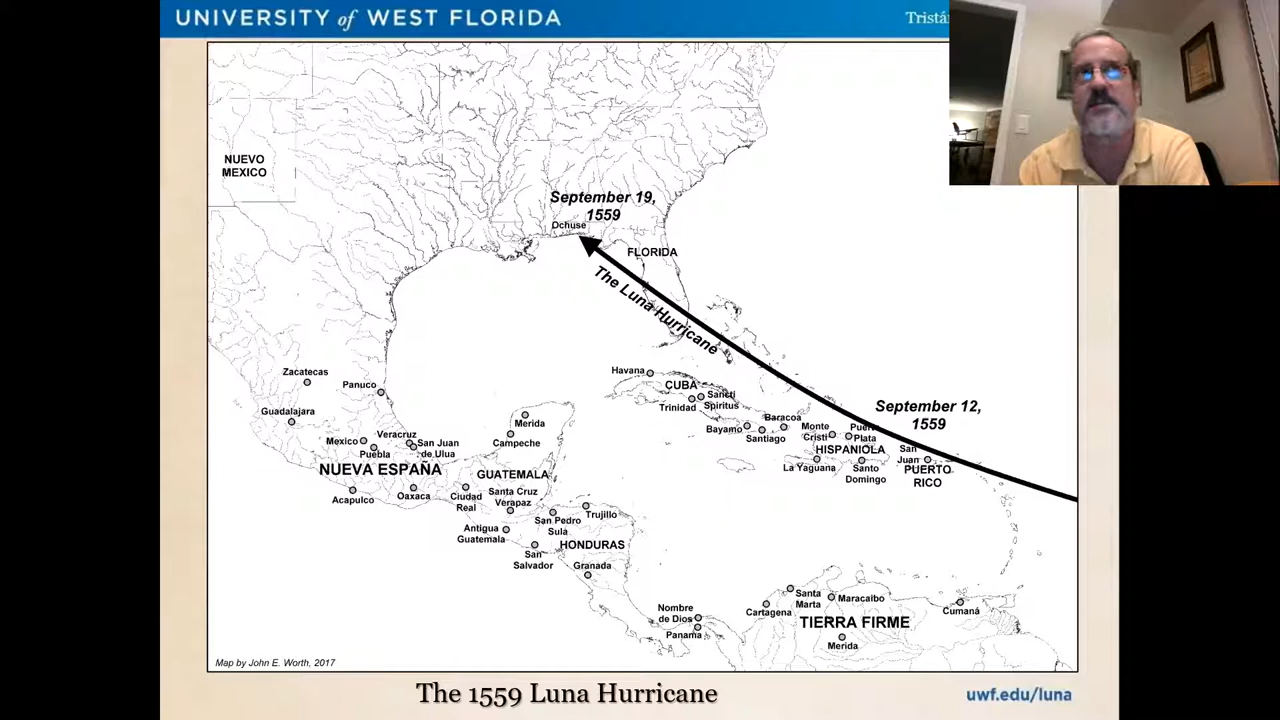 UNIVERSITY of WEST FLORIDA
Tristá
NUEVO
MEXICO
September 19,
1559
Ochuse
FLORIDA
The Luna Hurricane
Havana
CUBA
Sancti
Spiritus
Trinidad
Bayamo
Santiago
Baracoa
Monte
Cristi
Puerto
Plata
HISPANIOLA
La Yaguana
Santo
Domingo
September 12,
1559
San
Juan
PUERTO
RICO
Zacatecas
Panuco
Guadalajara
Mexico
Puebla
Veracruz
San Juan
de Ulua
NUEVA ESPAÑA
Acapulco
Oaxaca
Merida
Campeche
GUATEMALA
Ciudad
Real
Santa Cruz
Verapaz
Antigua
Guatemala
San Pedro
Sula
Trujillo
San
Salvador
HONDURAS
Granada
Nombre
de Dios
Panama
Cartagena
Santa
Marta
Maracaibo
TIERRA FIRME
Merida
Cumaná
Map by John E. Worth, 2017
The 1559 Luna Hurricane
uwf.edu/luna